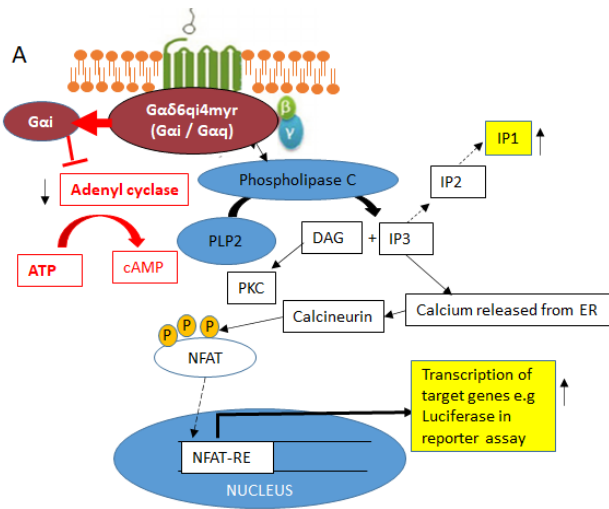 A
Gαi
Gαδ6qi4myr
(Gαi / Gαq)
β
γ
IP1
IP2
Adenyl cyclase
Phospholipase C
ATP
cAMP
PLP2
DAG
+
IP3
PKC
Calcineurin
Calcium released from ER
P
P
P
NFAT
Transcription of
target genes e.g
Luciferase in
reporter assay
NFAT-RE
NUCLEUS